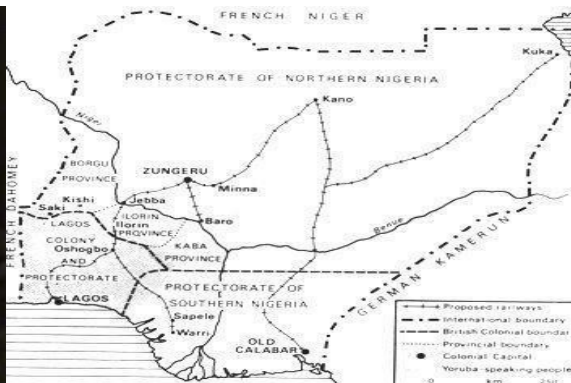 FRENCH NIGER
Kuka
PROTECTORATE OF NORTHERN NIGERIA
Kano
Niger
FRENCH DAHOMEY
BORGU
PROVINCE
ZUNGERU
Minna
Kishi
Saki
Jebba
LAGOS
ILORIN
Ilorin
PROVINCE
Baro
Benue
COLONY
Oshogbo
AND
KABA
PROVINCE
PROTECTORATE
PROTECTORATE OF
SOUTHERN NIGERIA
GERMAN KAMERUN
LAGOS
Sapele
Warri
OLD
CALABAR
Proposed railways
International boundary
British Colonial boundar
Provincial boundary
Colonial Capital
Yoruba-speaking people
0 km 250